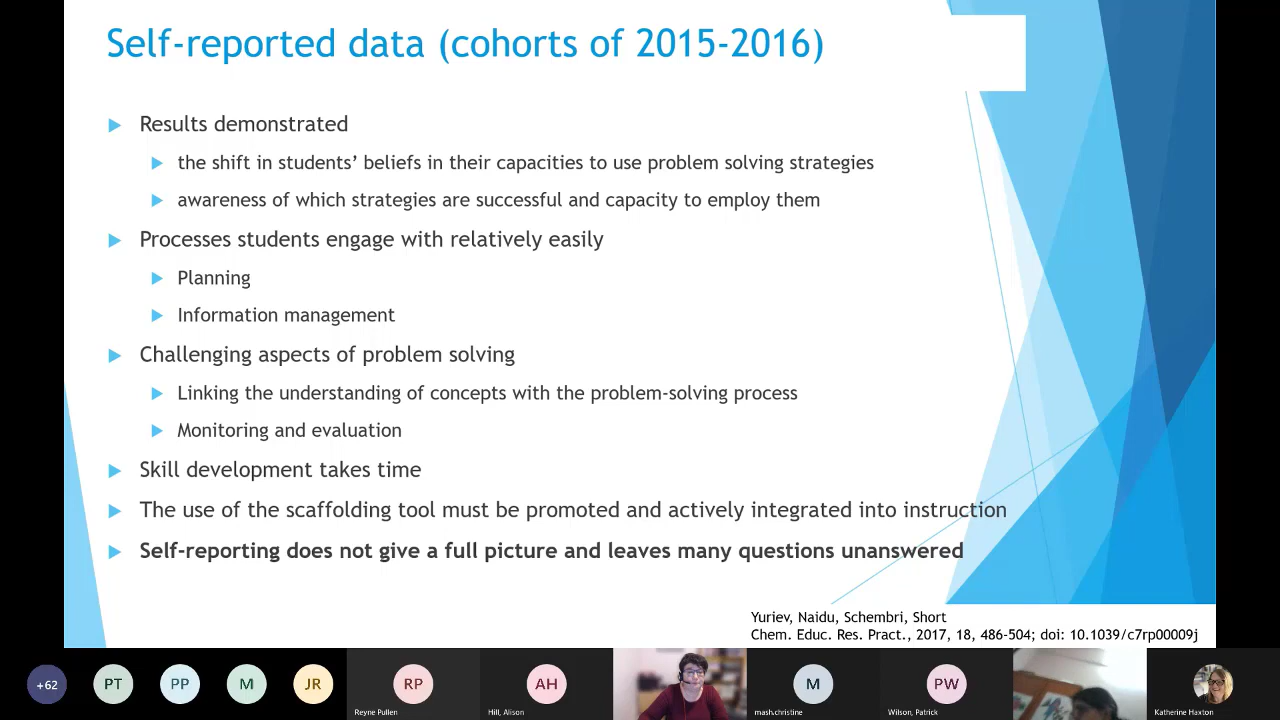 Self-reported data (cohorts of 2015-2016)
Results demonstrated
the shift in students’ beliefs in their capacities to use problem solving strategies
awareness of which strategies are successful and capacity to employ them
Processes students engage with relatively easily
Planning
Information management
Challenging aspects of problem solving
Linking the understanding of concepts with the problem-solving process
Monitoring and evaluation
Skill development takes time
The use of the scaffolding tool must be promoted and actively integrated into instruction
Self-reporting does not give a full picture and leaves many questions unanswered
Yuriev, Naidu, Schembri, Short
Chem. Educ. Res. Pract., 2017, 18, 486-504; doi: 10.1039/c7rp00009j
+62
PT
PP
M
JR
RP
AH
M
PW
Reyne Pullen
Hill, Alison
mash.christine
Wilson, Patrick
Katherine Haxton